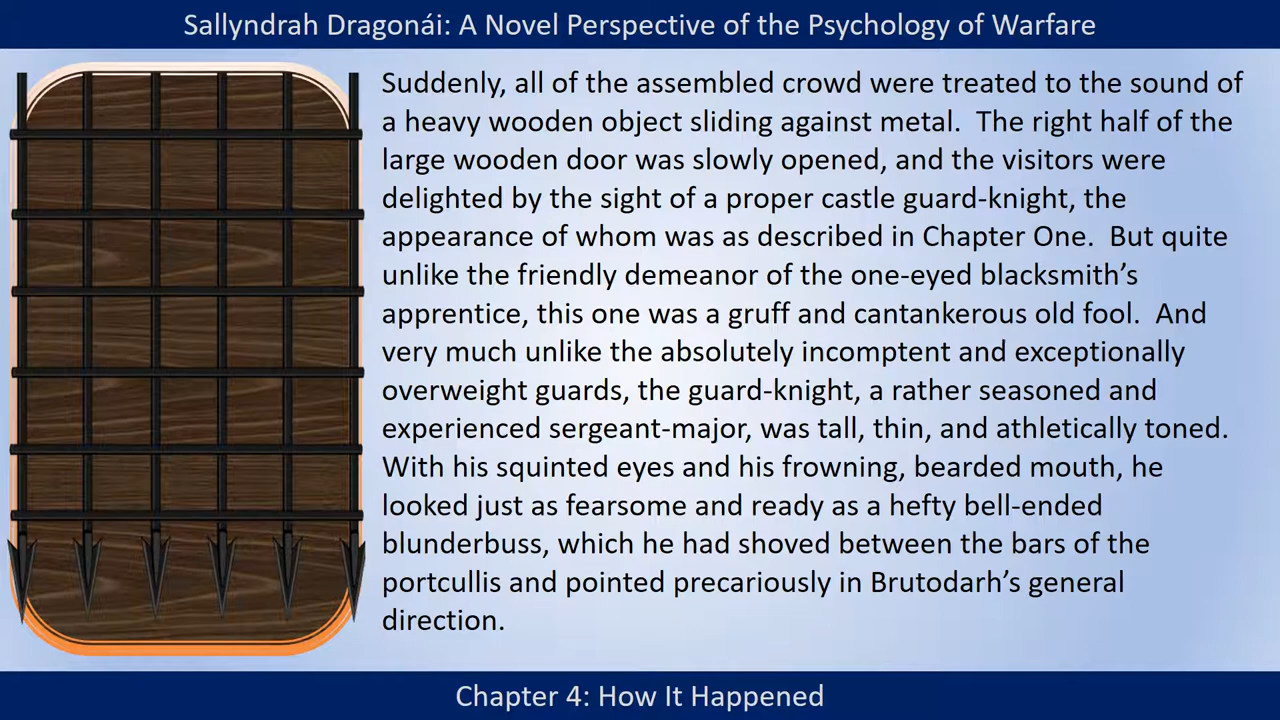 Sallyndrah Dragonái: A Novel Perspective of the Psychology of Warfare
Suddenly, all of the assembled crowd were treated to the sound of
a heavy wooden object sliding against metal.  The right half of the
large wooden door was slowly opened, and the visitors were
delighted by the sight of a proper castle guard-knight, the
appearance of whom was as described in Chapter One.  But quite
unlike the friendly demeanor of the one-eyed blacksmith’s
apprentice, this one was a gruff and cantankerous old fool.  And
very much unlike the absolutely incomptent and exceptionally
overweight guards, the guard-knight, a rather seasoned and
experienced sergeant-major, was tall, thin, and athletically toned.
With his squinted eyes and his frowning, bearded mouth, he
looked just as fearsome and ready as a hefty bell-ended
blunderbuss, which he had shoved between the bars of the
portcullis and pointed precariously in Brutodarh’s general
direction.
Chapter 4: How It Happened